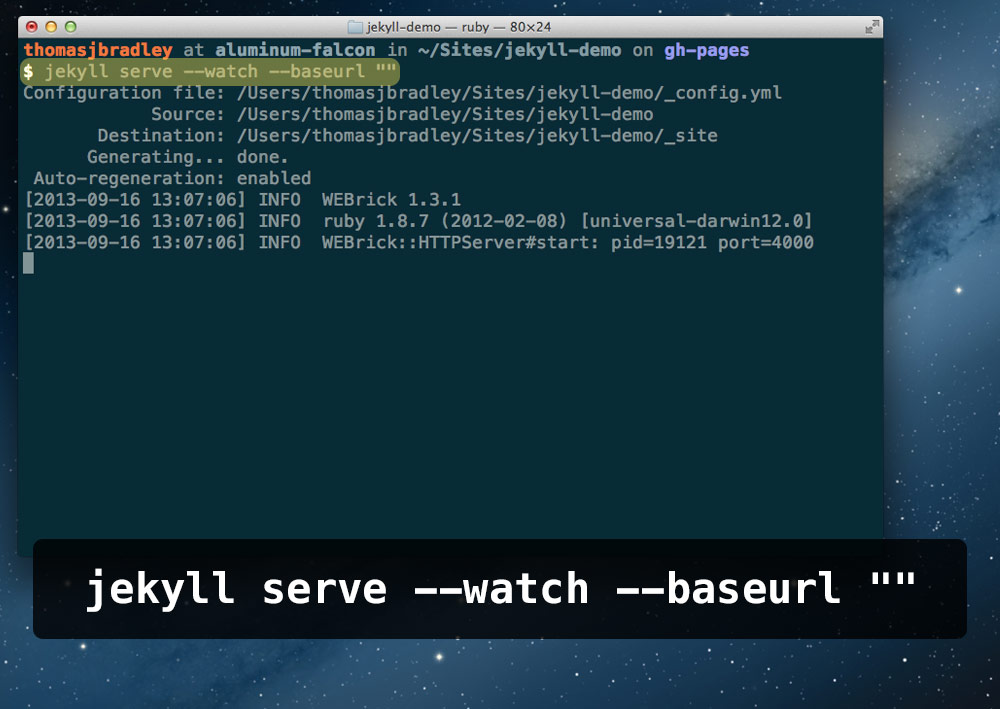 jekyll-demo — ruby — 80×24
thomasjbradley at aluminum-falcon in ~/Sites/jekyll-demo on gh-pages
$ jekyll serve --watch --baseurl ""
Configuration file: /Users/thomasjbradley/Sites/jekyll-demo/_config.yml
Source: /Users/thomasjbradley/Sites/jekyll-demo
Destination: /Users/thomasjbradley/Sites/jekyll-demo/_site
Generating... done.
Auto-regeneration: enabled
[2013-09-16 13:07:06] INFO  WEBrick 1.3.1
[2013-09-16 13:07:06] INFO  ruby 1.8.7 (2012-02-08) [universal-darwin12.0]
[2013-09-16 13:07:06] INFO  WEBrick::HTTPServer#start: pid=19121 port=4000
jekyll serve --watch --baseurl ""